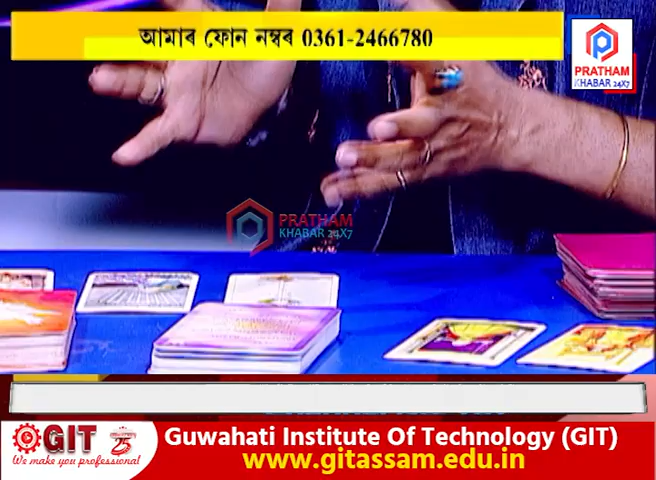 আমাৰ ফোন নম্বৰ 0361-2466780
PRATHAM
KHABAR 24X7
PRATHAM
KHABAR 24X7
GIT
25
We make you professional
Guwahati Institute Of Technology (GIT)
www.gitassam.edu.in